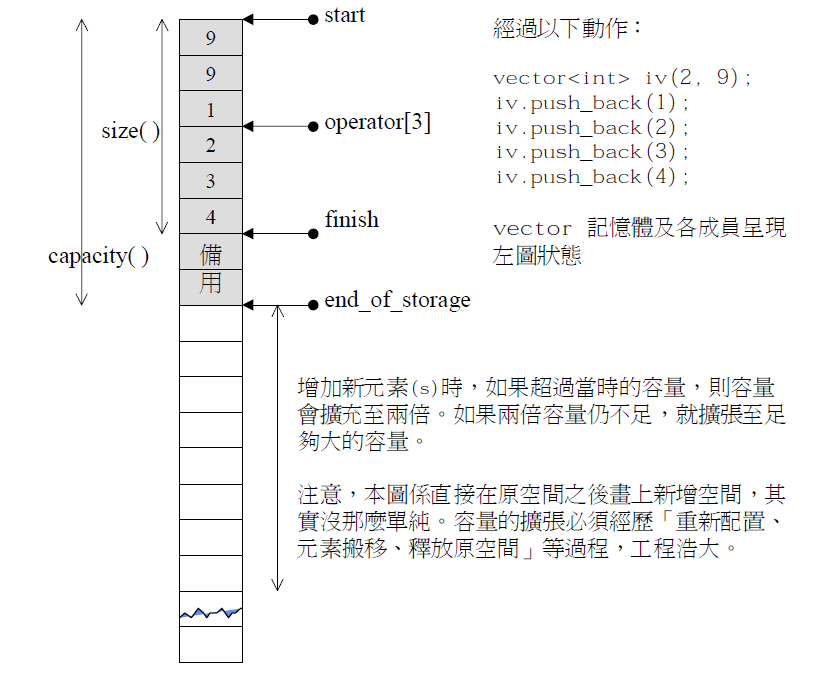 start
9
9
1
operator[3]
2
3
4
size( )
finish
capacity( )
備
用
end_of_storage
經過以下動作：
vector<int> iv(2, 9);
iv.push_back(1);
iv.push_back(2);
iv.push_back(3);
iv.push_back(4);
vector 記憶體及各成員呈現
左圖狀態
增加新元素(s)時，如果超過當時的容量，則容量
會擴充至兩倍。如果兩倍容量仍不足，就擴張至足
夠大的容量。
注意，本圖係直接在原空間之後畫上新增空間，其
實沒那麼單純。容量的擴張必須經歷「重新配置、
元素搬移、釋放原空間」等過程，工程浩大。